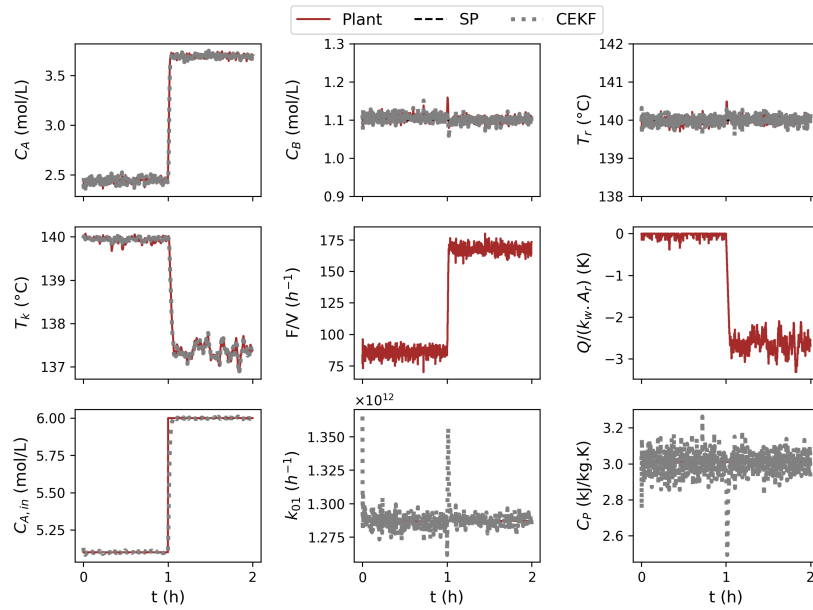 Plant SP CEKF
C_A (mol/L) 3.5 3.0 2.5
C_B (mol/L) 1.3 1.2 1.1 1.0 0.9
T_r (°C) 142 141 140 139 138
T_k (°C) 140 139 138 137
F/V (h⁻¹) 175 150 125 100 75
Q/(k_w.A_r) (K) 0 −1 −2 −3
C_{A,in} (mol/L) 6.00 5.75 5.50 5.25
k_{01} (h⁻¹) ×10¹² 1.350 1.325 1.300 1.275
C_P (kJ/kg.K) 3.2 3.0 2.8 2.6
0 1 2 0 1 2 0 1 2
t (h) t (h) t (h)